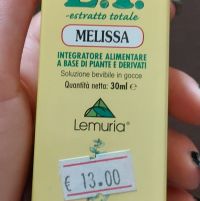 E.T.
-estratto totale
MELISSA
INTEGRATORE ALIMENTARE
A BASE DI PIANTE E DERIVATI
Soluzione bevibile in gocce
Quantità netta: 30ml e
Lemuria®
€ 13.00